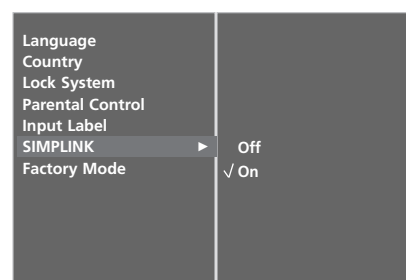 Language
Country
Lock System
Parental Control
Input Label
SIMPLINK ►
Factory Mode
Off
√ On